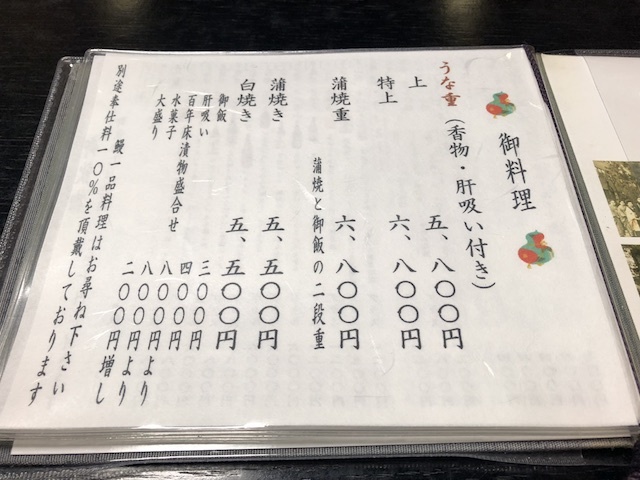 御料理
うな重(香物・肝吸い付き)
上 五、八〇〇円
特上 六、八〇〇円
蒲焼重 六、八〇〇円
蒲焼と御飯の二段重
蒲焼き 五、五〇〇円
白焼き 五、五〇〇円
御飯 三〇〇円
肝吸い 四〇〇円
百年床漬物盛合せ 八〇〇円より
水菓子 八〇〇円より
大盛り 二〇〇円増し
鰻一品料理はお尋ね下さい
別途奉仕料一〇%を頂戴しております